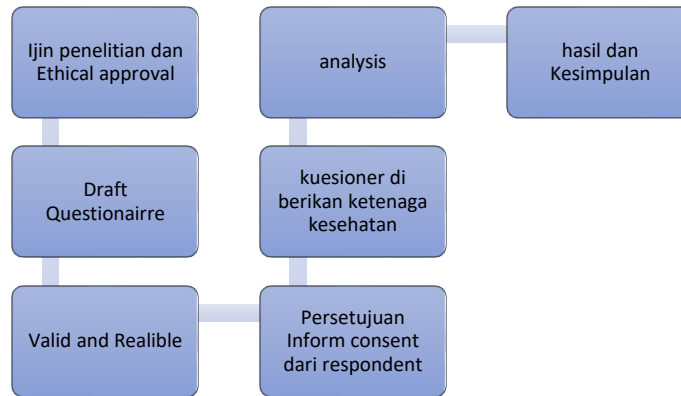 Ijin penelitian dan
Ethical approval
Draft
Questionairre
Valid and Realible
Persetujuan
Inform consent
dari respondent
kuesioner di
berikan ketenaga
kesehatan
analysis
hasil dan
Kesimpulan